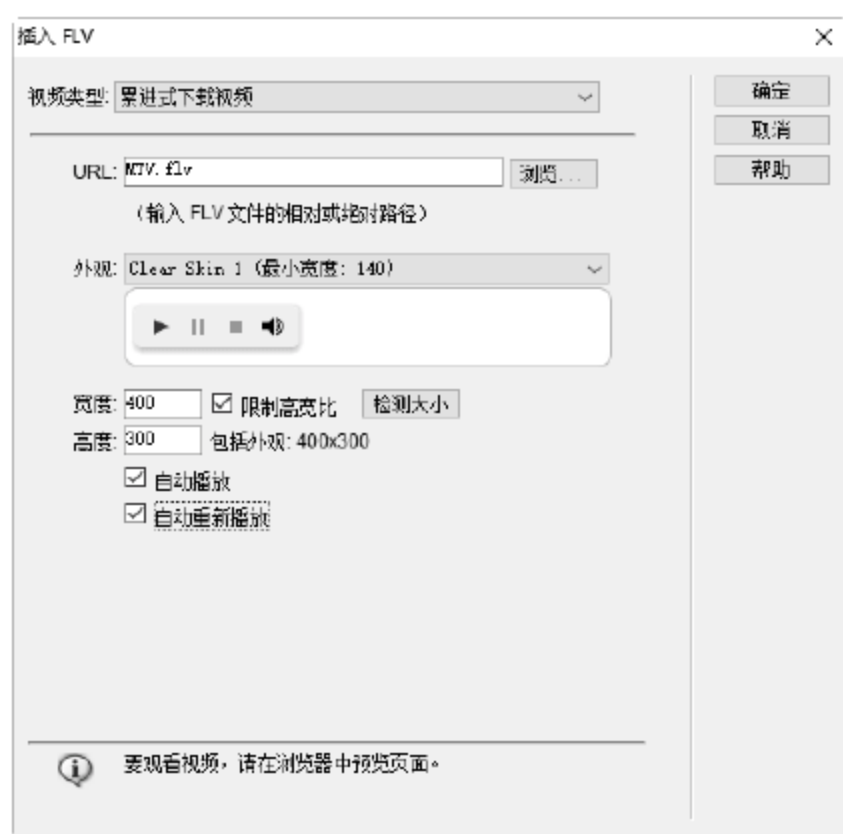 插入 FLV
视频类型: 累进式下载视频
确定
取消
帮助
URL: MTV.flv 浏览...
（输入 FLV 文件的相对或绝对路径）
外观: Clear Skin 1（最小宽度: 140）
宽度: 400 限制高宽比 检测大小
高度: 300 包括外观: 400x300
自动播放
自动重新播放
要观看视频，请在浏览器中预览页面。